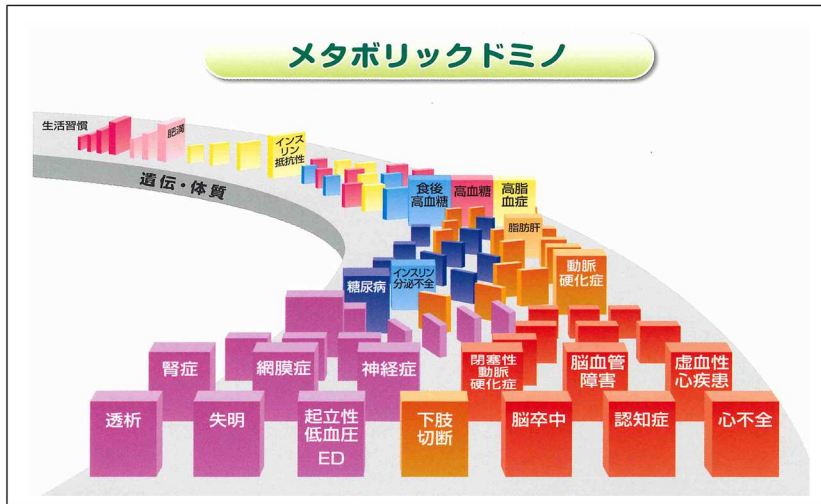 メタボリックドミノ
生活習慣
肥満
インス
リン
抵抗性
遺伝・体質
食後
高血糖
高血糖
高脂
血症
脂肪肝
糖尿病
インスリン
分泌不全
動脈
硬化症
腎症
網膜症
神経症
閉塞性
動脈
硬化症
脳血管
障害
虚血性
心疾患
透析
失明
起立性
低血圧
ED
下肢
切断
脳卒中
認知症
心不全